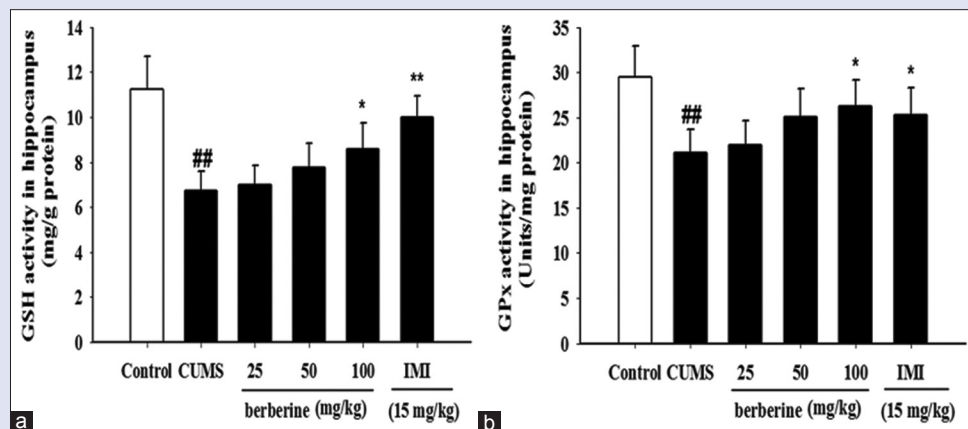 GSH activity in hippocampus
(mg/g protein)
14
12
10
8
6
4
2
0
##
*
**
Control CUMS 25 50 100 IMI
berberine (mg/kg) (15 mg/kg)
a
GPx activity in hippocampus
(Units/mg protein)
35
30
25
20
15
10
5
0
##
*
*
Control CUMS 25 50 100 IMI
berberine (mg/kg) (15 mg/kg)
b